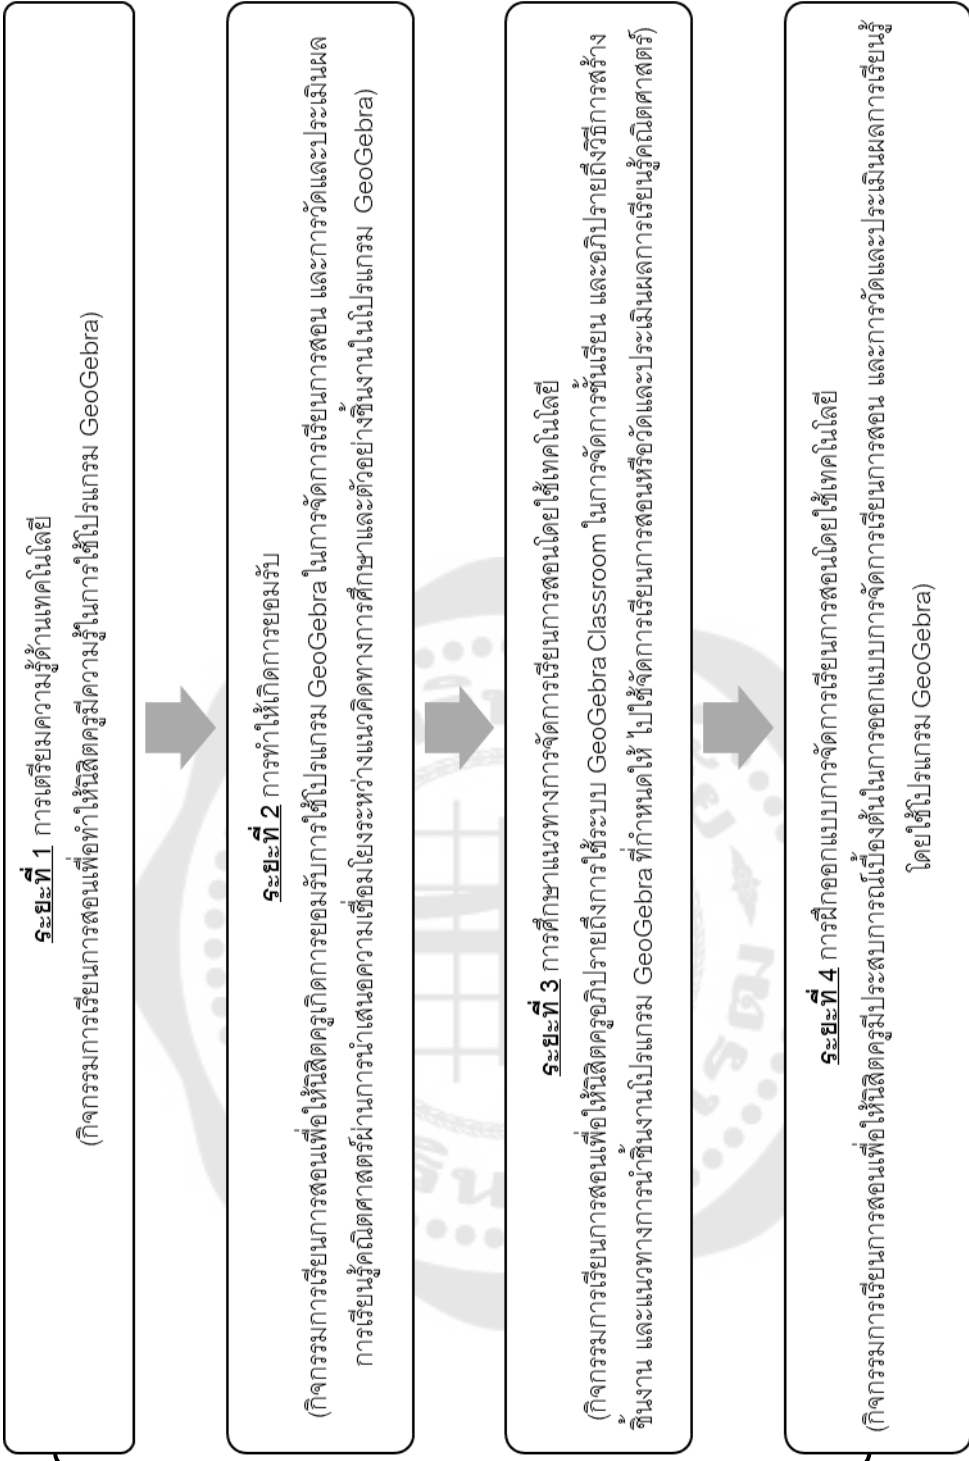 ระยะที่ 1 การเตรียมความรู้ด้านเทคโนโลยี
(กิจกรรมการเรียนการสอนเพื่อทำให้นิสิตครูมีความรู้ในการใช้โปรแกรม GeoGebra)
ระยะที่ 2 การทำให้เกิดการยอมรับ
(กิจกรรมการเรียนการสอนเพื่อให้นิสิตครูเกิดการยอมรับการใช้โปรแกรม GeoGebra ในการจัดการเรียนการสอน และการวัดและประเมินผล
การเรียนรู้คณิตศาสตร์ผ่านการนำเสนอความเชื่อมโยงระหว่างแนวคิดทางการศึกษาและตัวอย่างชิ้นงานในโปรแกรม GeoGebra)
ระยะที่ 3 การศึกษาแนวทางการจัดการเรียนการสอนโดยใช้เทคโนโลยี
(กิจกรรมการเรียนการสอนเพื่อให้นิสิตครูอภิปรายถึงการใช้ระบบ GeoGebra Classroom ในการจัดการชั้นเรียน และอภิปรายถึงวิธีการสร้าง
ชิ้นงาน และแนวทางการนำชิ้นงานโปรแกรม GeoGebra ที่กำหนดให้ ไปใช้จัดการเรียนการสอนหรือวัดและประเมินผลการเรียนรู้คณิตศาสตร์)
ระยะที่ 4 การฝึกออกแบบการจัดการเรียนการสอนโดยใช้เทคโนโลยี
(กิจกรรมการเรียนการสอนเพื่อให้นิสิตครูมีประสบการณ์เบื้องต้นในการออกแบบการจัดการเรียนการสอน และการวัดและประเมินผลการเรียนรู้
โดยใช้โปรแกรม GeoGebra)